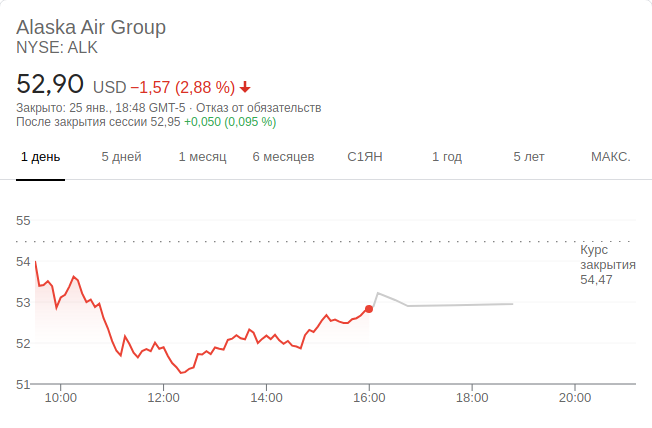 Alaska Air Group
NYSE: ALK
52,90 USD −1,57 (2,88 %)
Закрыто: 25 янв., 18:48 GMT-5 · Отказ от обязательств
После закрытия сессии 52,95 +0,050 (0,095 %)
1 день 5 дней 1 месяц 6 месяцев С1ЯН 1 год 5 лет МАКС.
55
54
53
52
51
Курс
закрытия
54,47
10:00 12:00 14:00 16:00 18:00 20:00